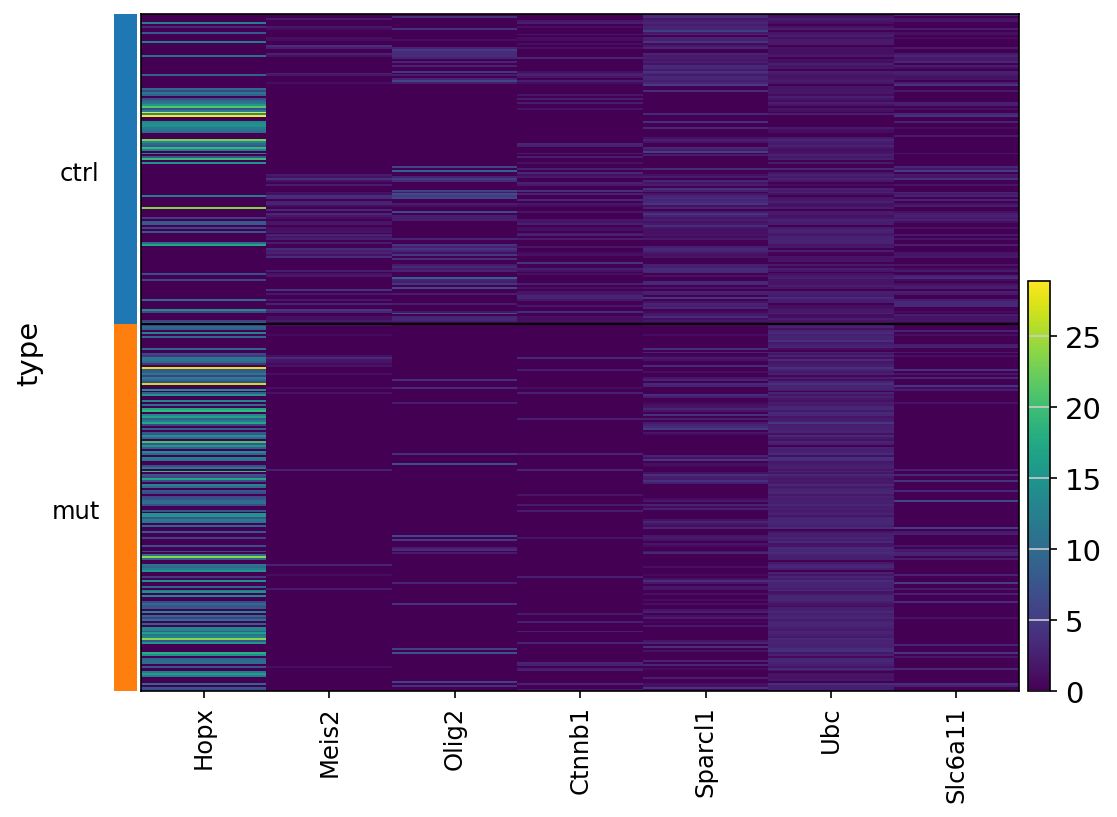 ctrl
mut
type
25
20
15
10
5
0
Hopx
Meis2
Olig2
Ctnnb1
Sparcl1
Ubc
Slc6a11